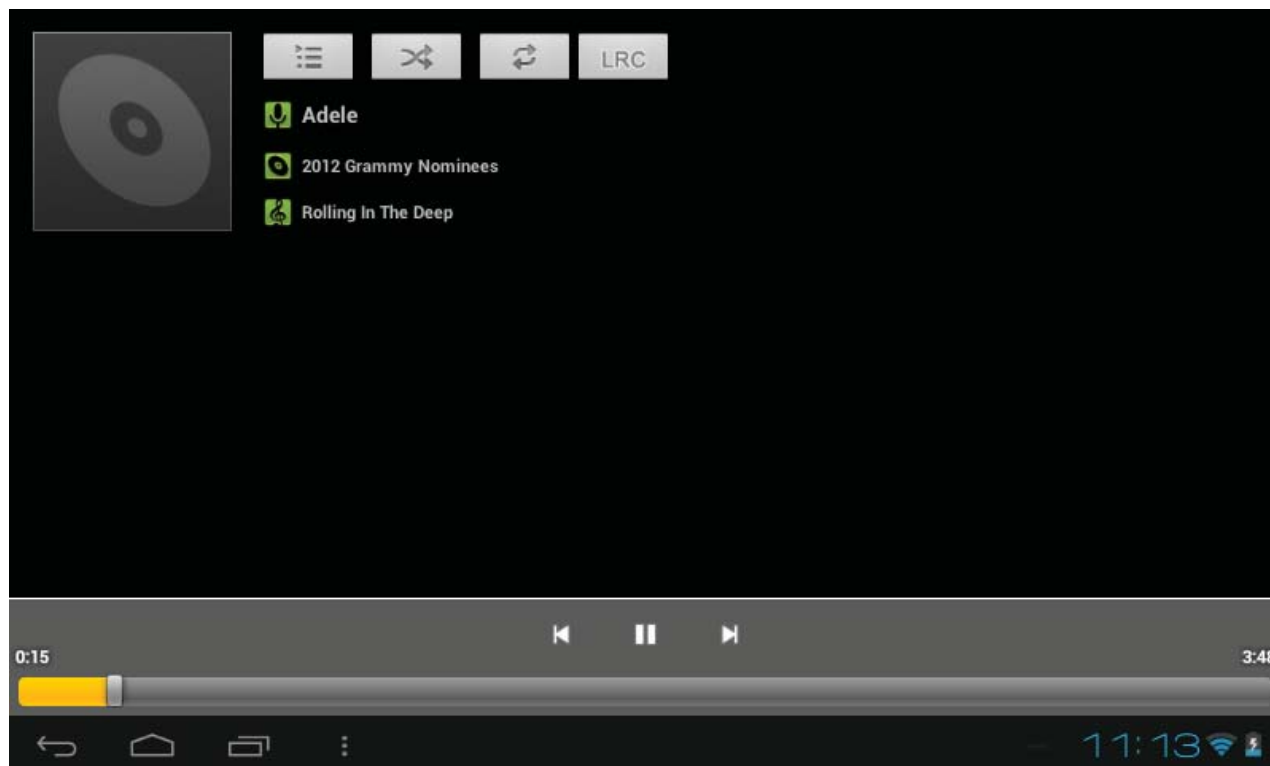 LRC
Adele
2012 Grammy Nominees
Rolling In The Deep
0:15
3:48
11:13